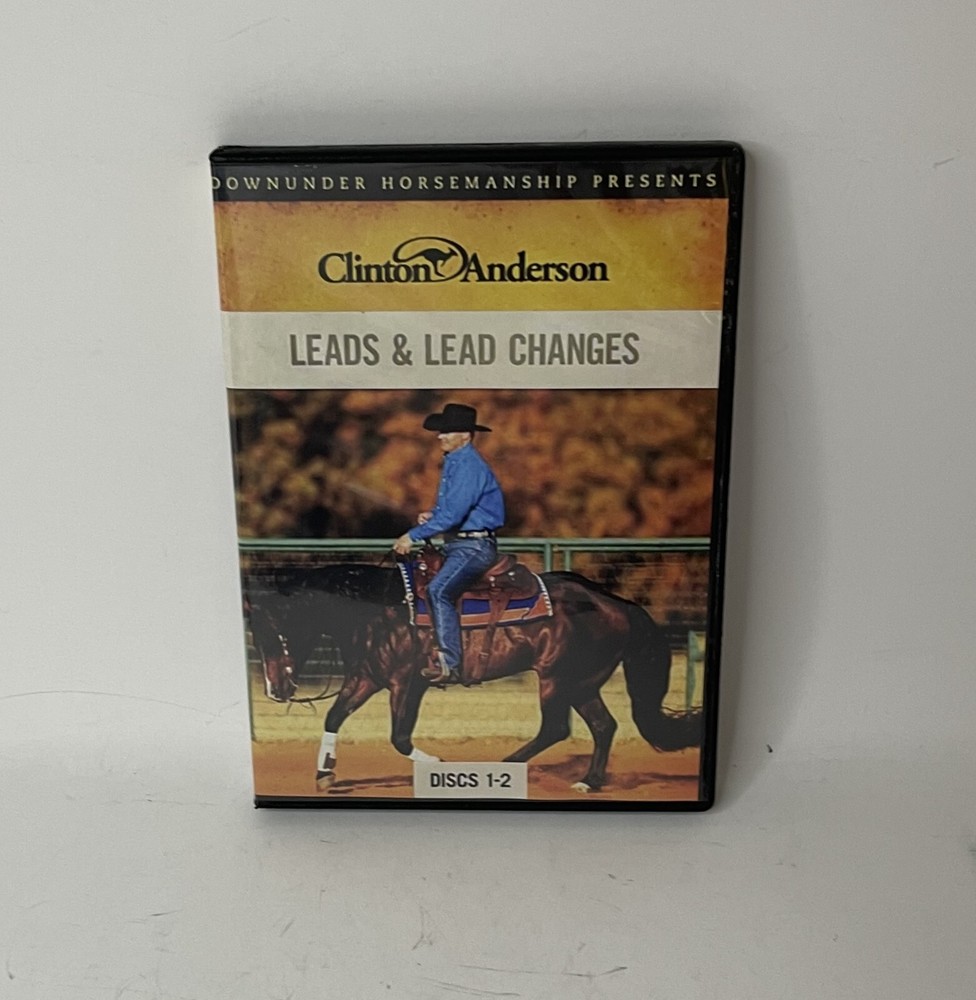 DOWNUNDER HORSEMANSHIP PRESENTS
Clinton Anderson
LEADS & LEAD CHANGES
DISCS 1-2